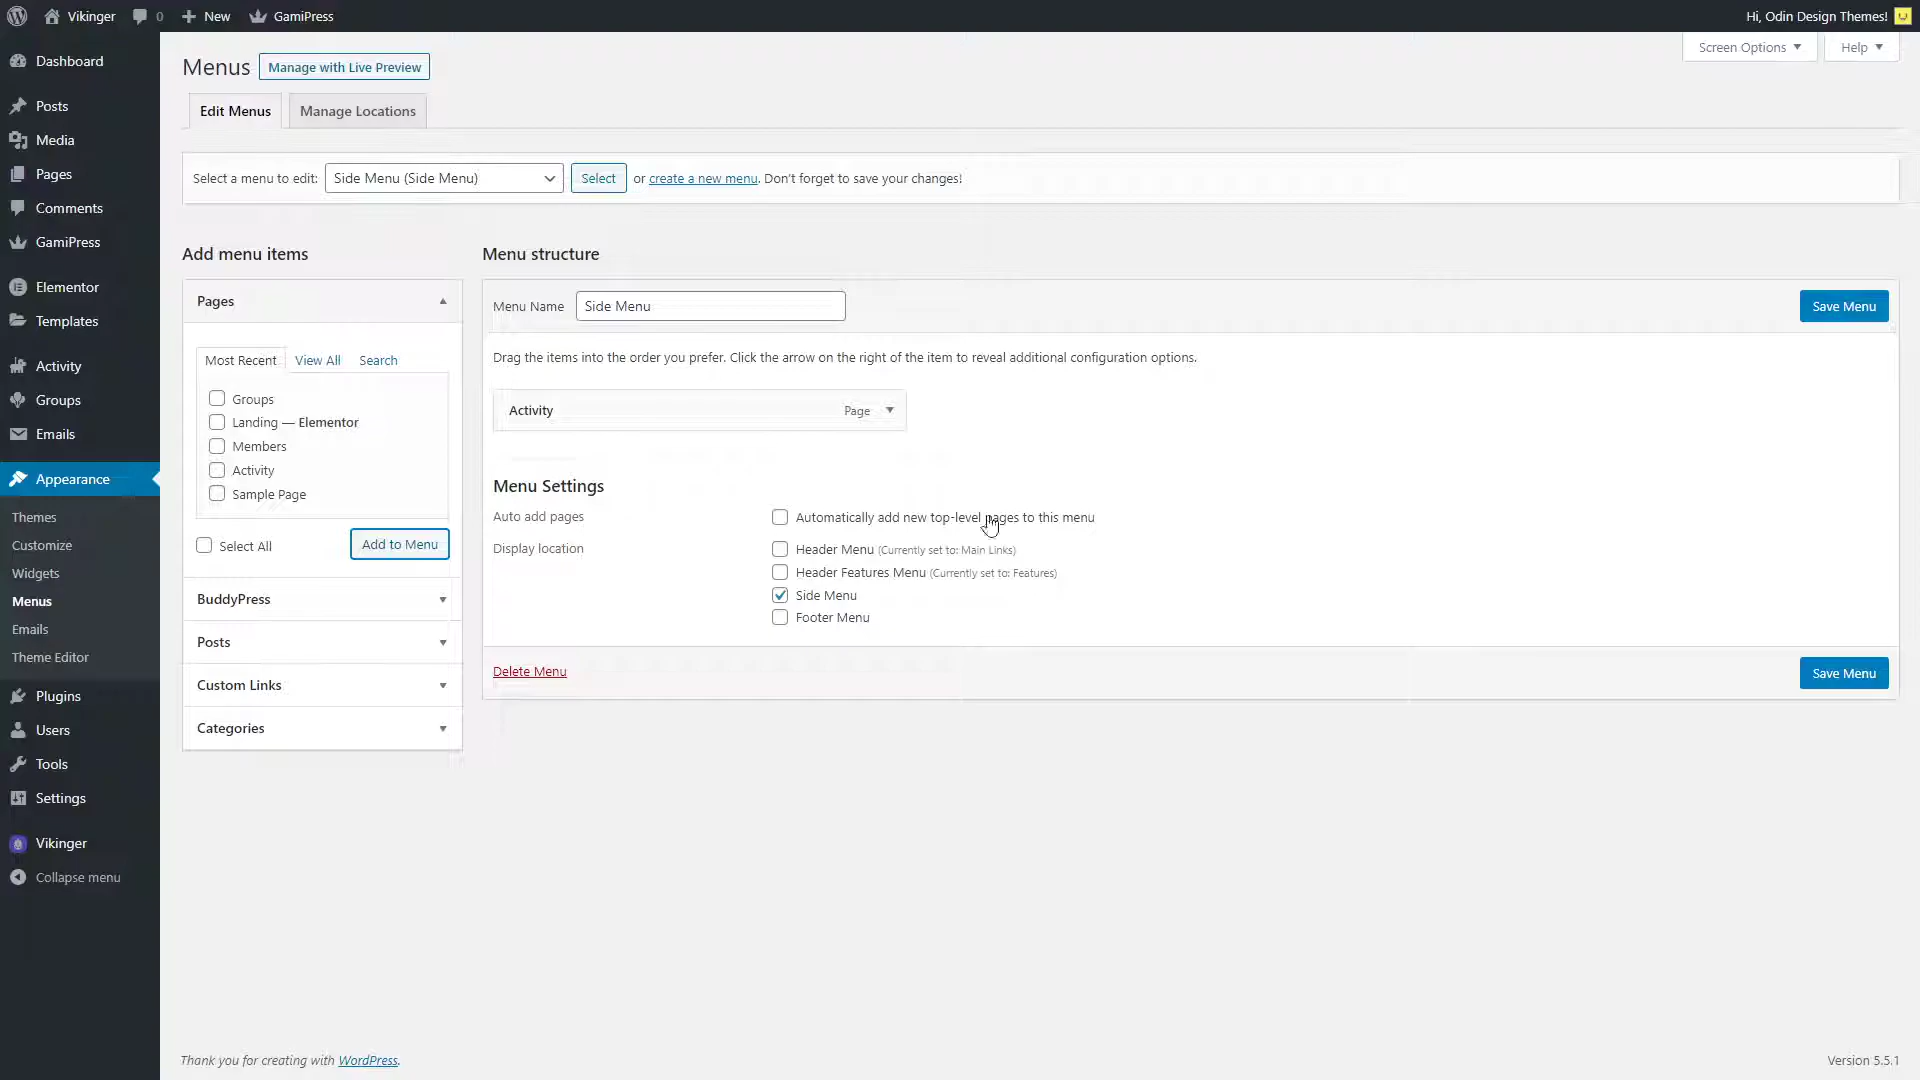 Vikinger
0
New
GamiPress
Hi, Odin Design Themes!
Dashboard
Posts
Media
Pages
Comments
GamiPress
Elementor
Templates
Activity
Groups
Emails
Appearance
Themes
Customize
Widgets
Menus
Emails
Theme Editor
Plugins
Users
Tools
Settings
Vikinger
Collapse menu
Screen Options
Help
Menus
Manage with Live Preview
Edit Menus
Manage Locations
Select a menu to edit: Side Menu (Side Menu) Select or create a new menu. Don't forget to save your changes!
Add menu items
Pages
Most Recent View All Search
Groups
Landing — Elementor
Members
Activity
Sample Page
Select All
Add to Menu
BuddyPress
Posts
Custom Links
Categories
Menu structure
Menu Name Side Menu
Save Menu
Drag the items into the order you prefer. Click the arrow on the right of the item to reveal additional configuration options.
Activity Page
Menu Settings
Auto add pages
Automatically add new top-level pages to this menu
Display location
Header Menu (Currently set to: Main Links)
Header Features Menu (Currently set to: Features)
Side Menu
Footer Menu
Delete Menu
Save Menu
Thank you for creating with WordPress.
Version 5.5.1